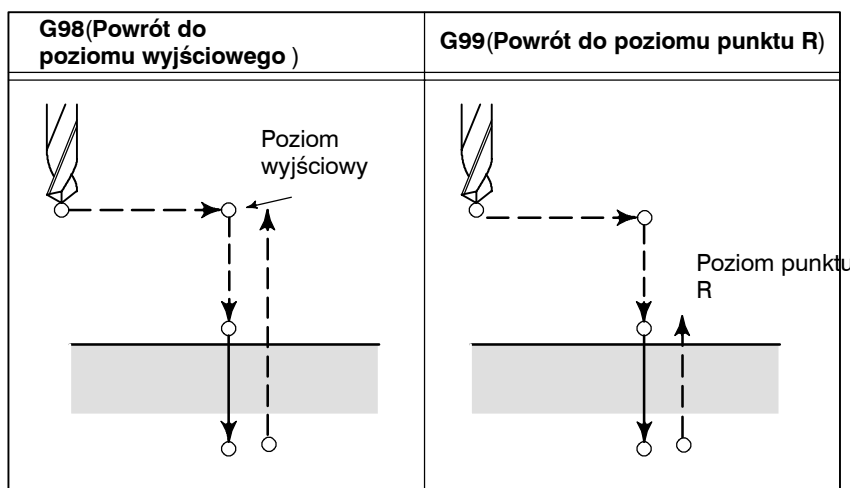 G98(Powrót do
poziomu wyjściowego )
G99(Powrót do poziomu punktu R)
Poziom
wyjściowy
Poziom punktu
R